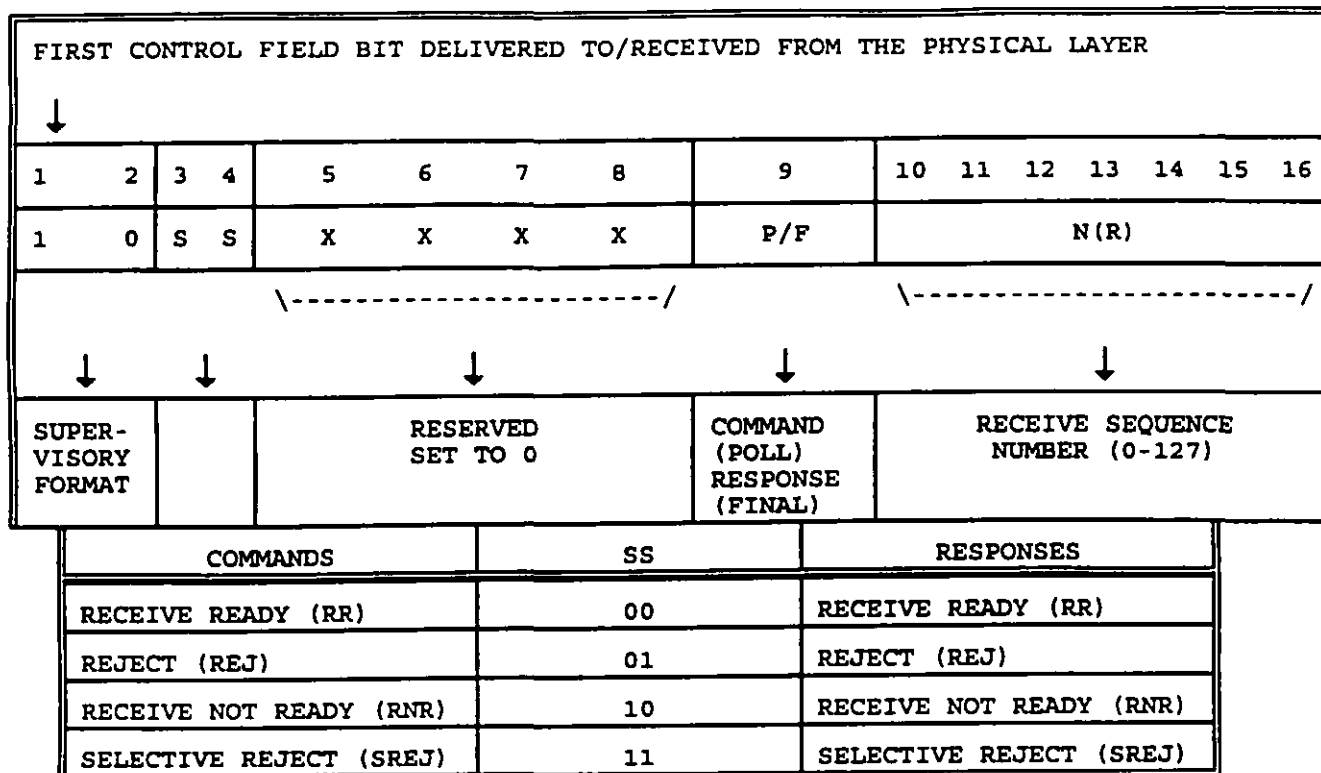 FIRST CONTROL FIELD BIT DELIVERED TO/RECEIVED FROM THE PHYSICAL LAYER
↓
1 2 3 4 5 6 7 8 9 10 11 12 13 14 15 16
1 0 S S X X X X P/F N(R)
\-----------------------/ \-------------------------/
↓ ↓ ↓ ↓ ↓
SUPER- RESERVED COMMAND RECEIVE SEQUENCE
VISORY SET TO 0 (POLL) NUMBER (0-127)
FORMAT RESPONSE
(FINAL)
COMMANDS SS RESPONSES
RECEIVE READY (RR) 00 RECEIVE READY (RR)
REJECT (REJ) 01 REJECT (REJ)
RECEIVE NOT READY (RNR) 10 RECEIVE NOT READY (RNR)
SELECTIVE REJECT (SREJ) 11 SELECTIVE REJECT (SREJ)